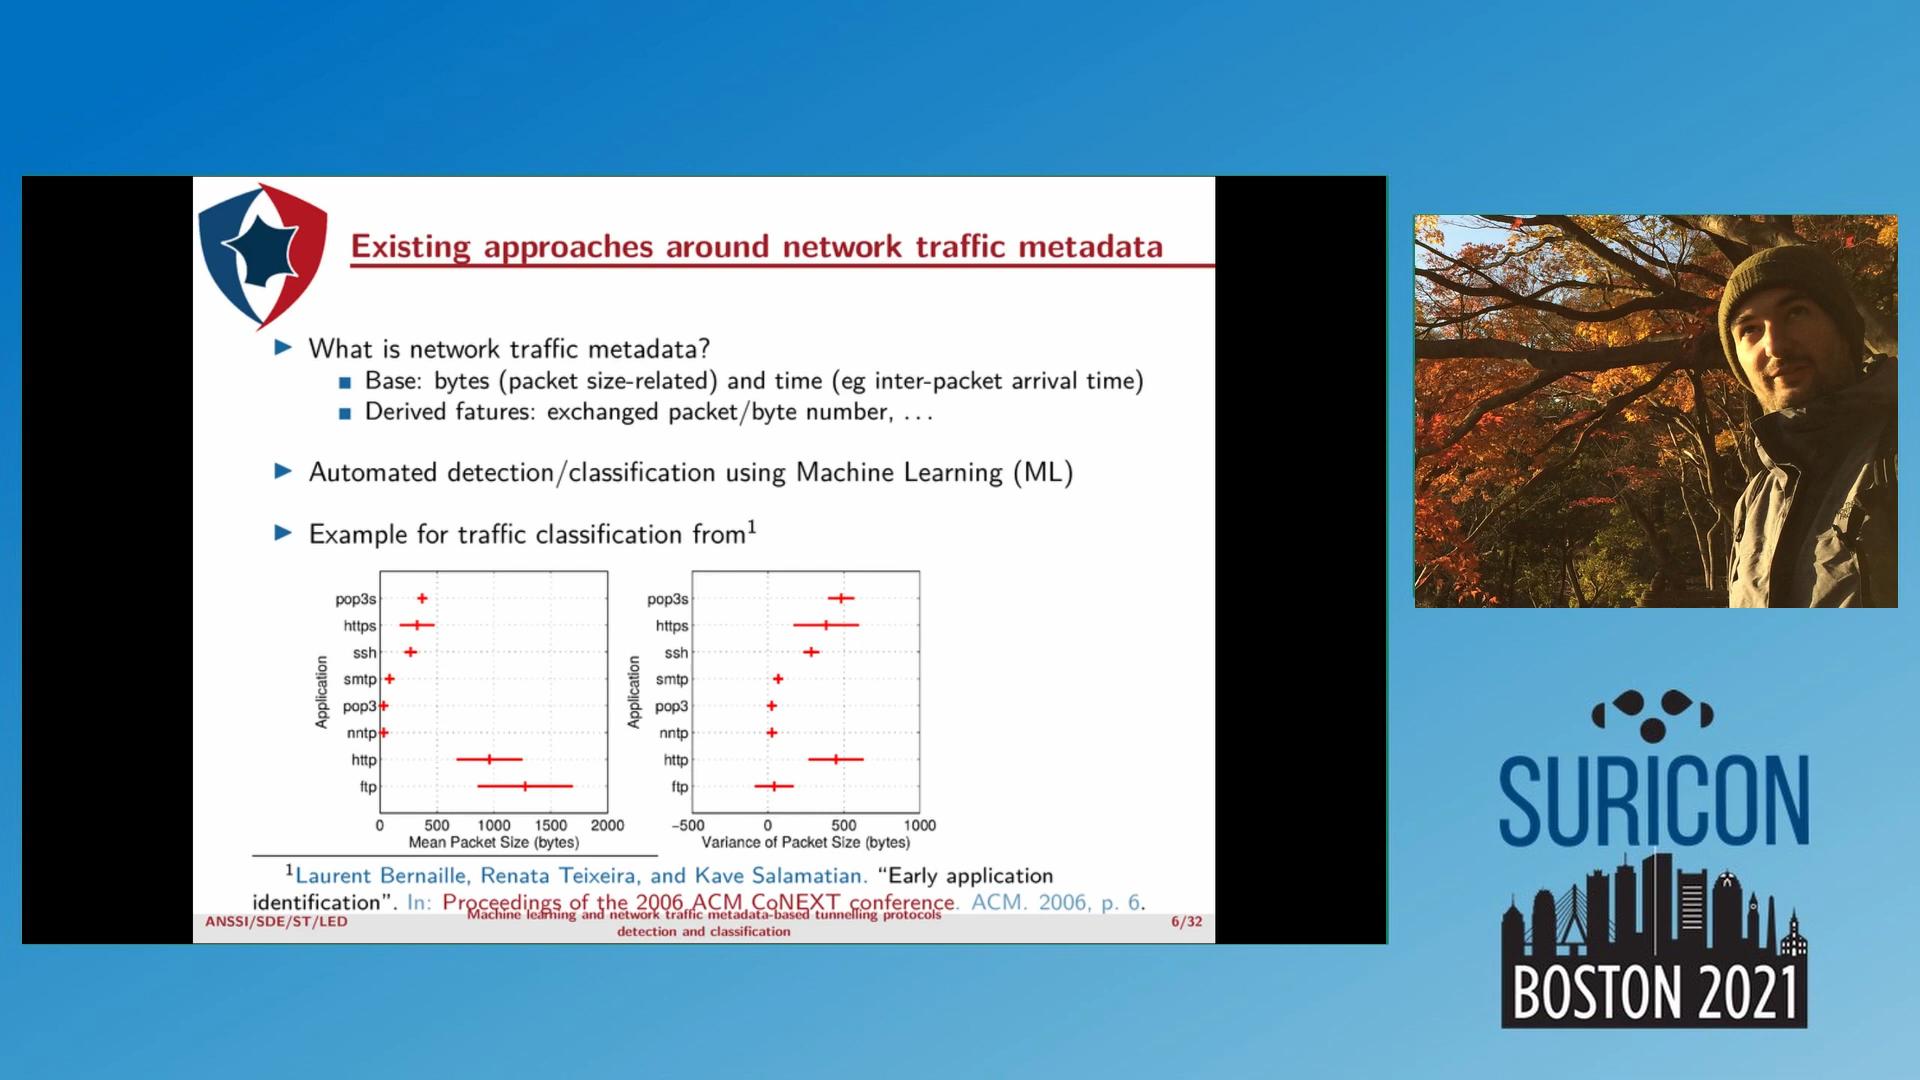 Existing approaches around network traffic metadata
What is network traffic metadata?
Base: bytes (packet size-related) and time (eg inter-packet arrival time)
Derived fatures: exchanged packet/byte number, ...
Automated detection/classification using Machine Learning (ML)
Example for traffic classification from1
Application
pop3s
https
ssh
smtp
pop3
nntp
http
ftp
0 500 1000 1500 2000
Mean Packet Size (bytes)
Application
pop3s
https
ssh
smtp
pop3
nntp
http
ftp
−500 0 500 1000
Variance of Packet Size (bytes)
1Laurent Bernaille, Renata Teixeira, and Kave Salamatian. “Early application
identification”. In: Proceedings of the 2006 ACM CoNEXT conference. ACM. 2006, p. 6.
ANSSI/SDE/ST/LED
Machine learning and network traffic metadata-based tunnelling protocols
detection and classification
6/32
SURICON
BOSTON 2021